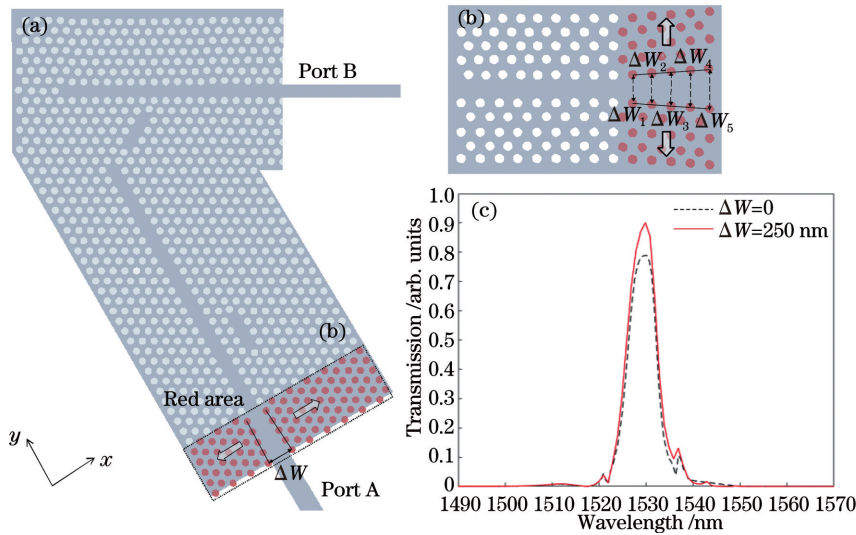 (a)
Port B
(b)
Red area
ΔW
Port A
y
x
(b)
ΔW₂ ΔW₄
ΔW₁ ΔW₃ ΔW₅
(c)
ΔW=0
ΔW=250 nm
Transmission /arb. units
1.0
0.9
0.8
0.7
0.6
0.5
0.4
0.3
0.2
0.1
0
1490 1500 1510 1520 1530 1540 1550 1560 1570
Wavelength /nm